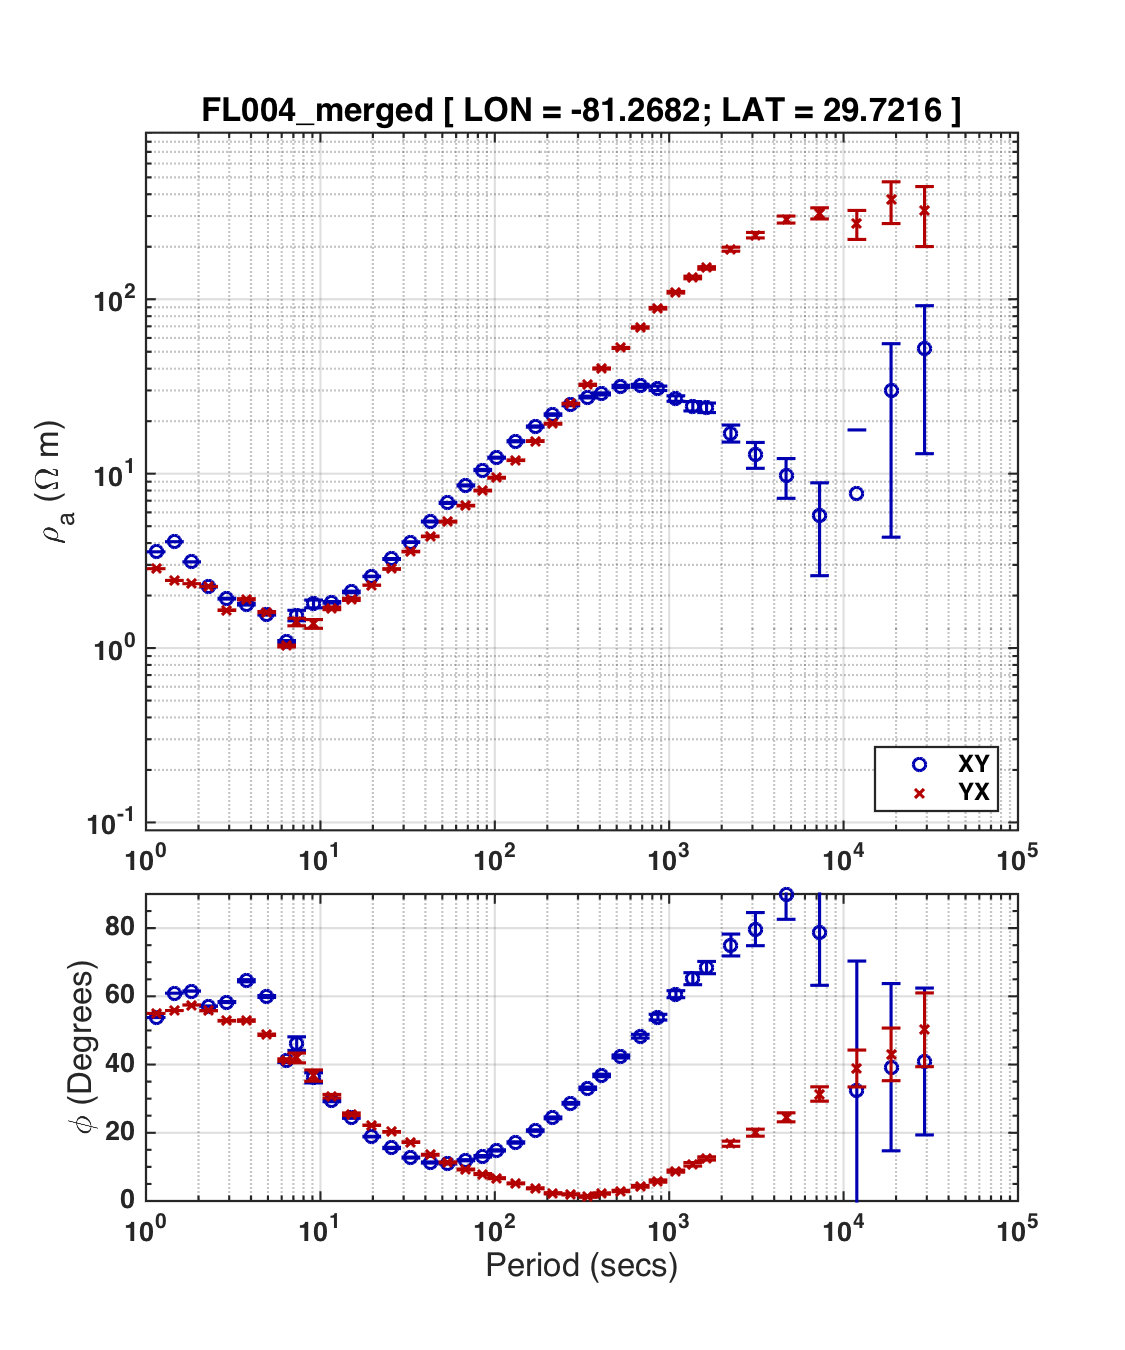 FL004_merged [ LON = -81.2682; LAT = 29.7216 ]
ρa (Ω m)
10²
10¹
10⁰
10⁻¹
XY
YX
10⁰ 10¹ 10² 10³ 10⁴ 10⁵
ϕ (Degrees)
80
60
40
20
0
10⁰ 10¹ 10² 10³ 10⁴ 10⁵
Period (secs)